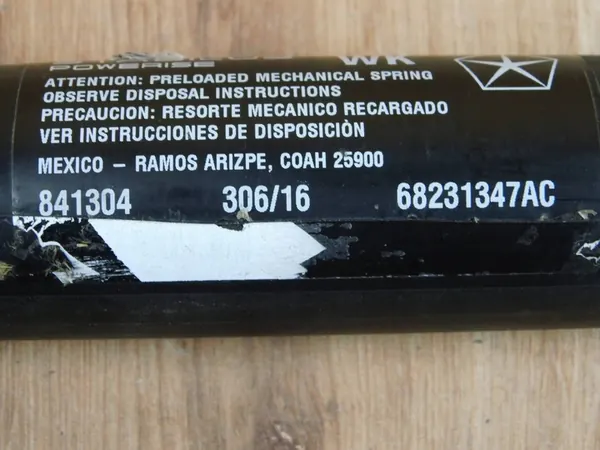 POWERISE WK
ATTENTION: PRELOADED MECHANICAL SPRING
OBSERVE DISPOSAL INSTRUCTIONS
PRECAUCION: RESORTE MECANICO RECARGADO
VER INSTRUCCIONES DE DISPOSICIÒN
MEXICO – RAMOS ARIZPE, COAH 25900
841304 306/16 68231347AC